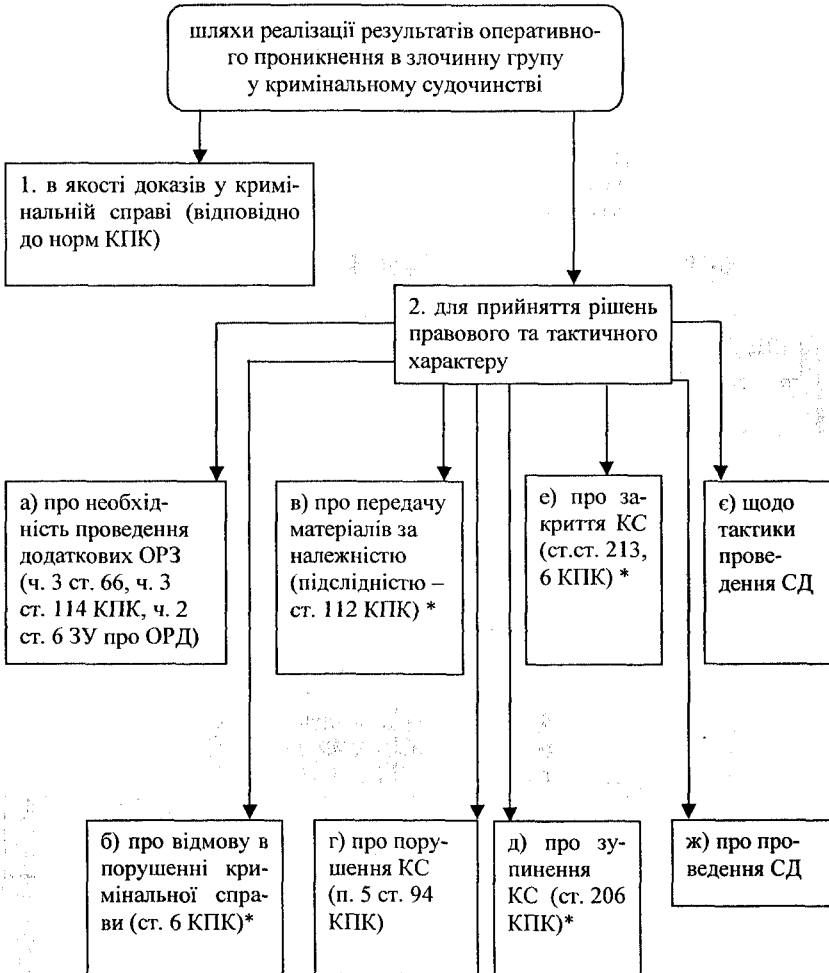 шляхи реалізації результатів оперативно-
го проникнення в злочинну групу
у кримінальному судочинстві
1. в якості доказів у кримі-
нальній справі (відповідно
до норм КПК)
2. для прийняття рішень
правового та тактичного
характеру
а) про необхід-
ність проведення
додаткових ОРЗ
(ч. 3 ст. 66, ч. 3
ст. 114 КПК, ч. 2
ст. 6 ЗУ про ОРД)
в) про передачу
матеріалів за
належністю
(підслідністю –
ст. 112 КПК) *
е) про за-
криття КС
(ст.ст. 213,
6 КПК) *
є) щодо
тактики
прове-
дення СД
б) про відмову в
порушенні кри-
мінальної спра-
ви (ст. 6 КПК)*
г) про пору-
шення КС
(п. 5 ст. 94
КПК)
д) про зу-
пинення
КС (ст. 206
КПК)*
ж) про про-
ведення СД